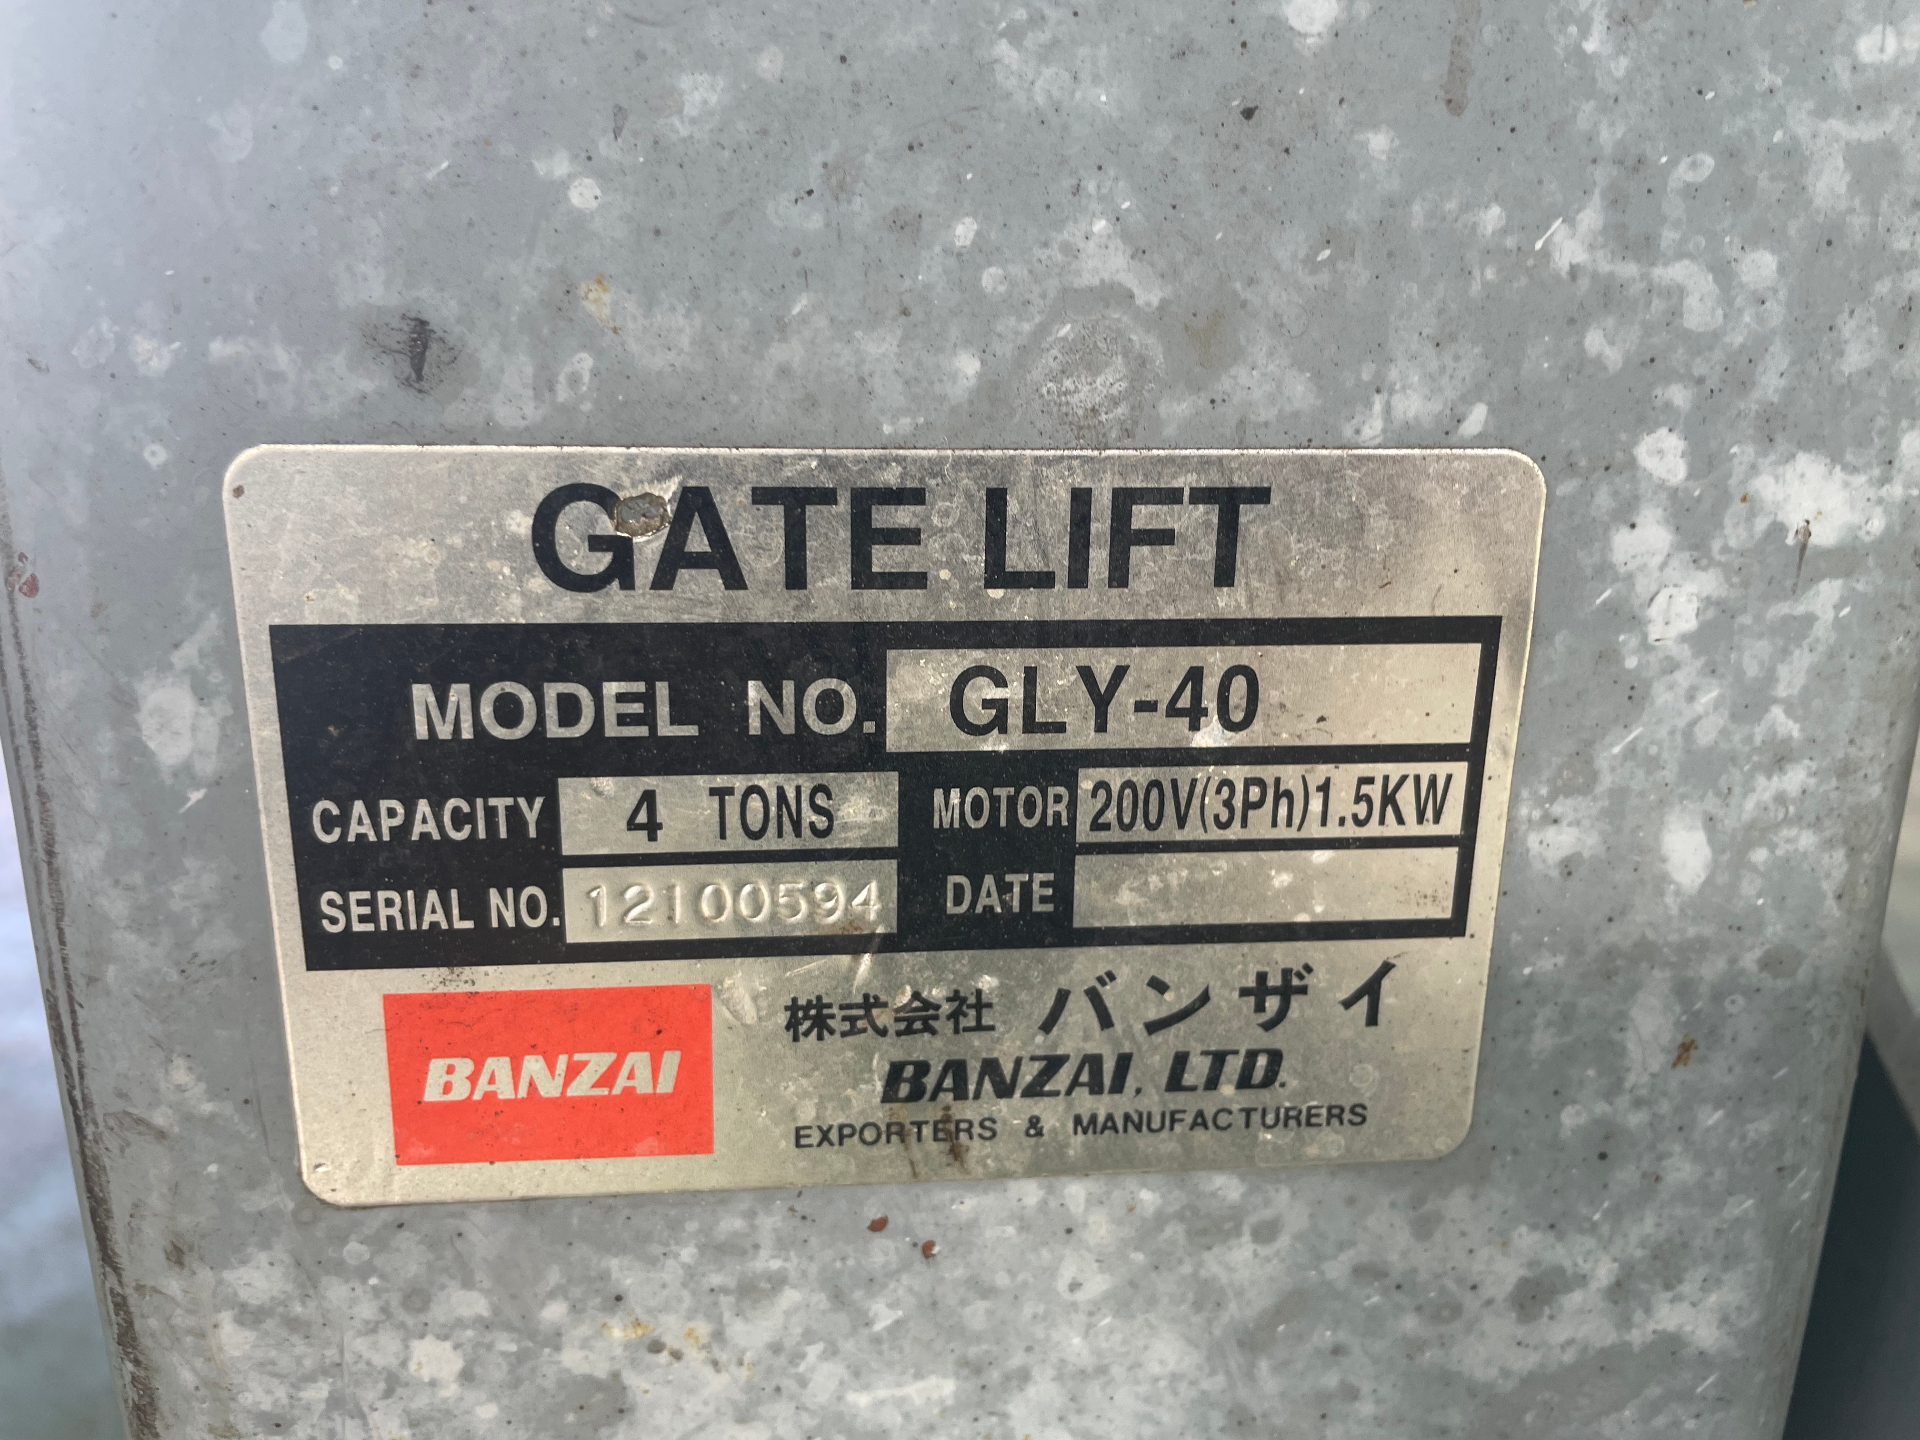 GATE LIFT
MODEL NO. GLY-40
CAPACITY 4 TONS MOTOR 200V(3Ph)1.5KW
SERIAL NO. 12100594 DATE
BANZAI
株式会社 バンザイ
BANZAI, LTD.
EXPORTERS & MANUFACTURERS